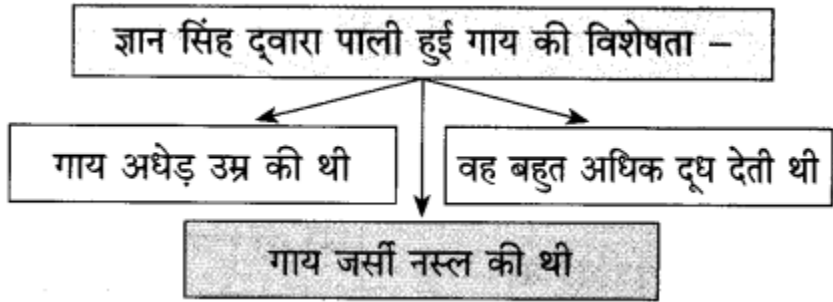 ज्ञान सिंह द्‌वारा पाली हुई गाय की विशेषता –
गाय अधेड़ उम्र की थी
वह बहुत अधिक दूध देती थी
गाय जर्सी नस्ल की थी